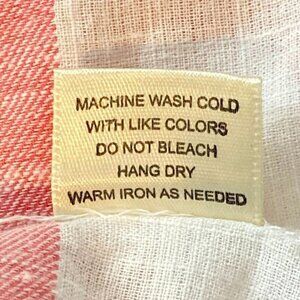 MACHINE WASH COLD
WITH LIKE COLORS
DO NOT BLEACH
HANG DRY
WARM IRON AS NEEDED